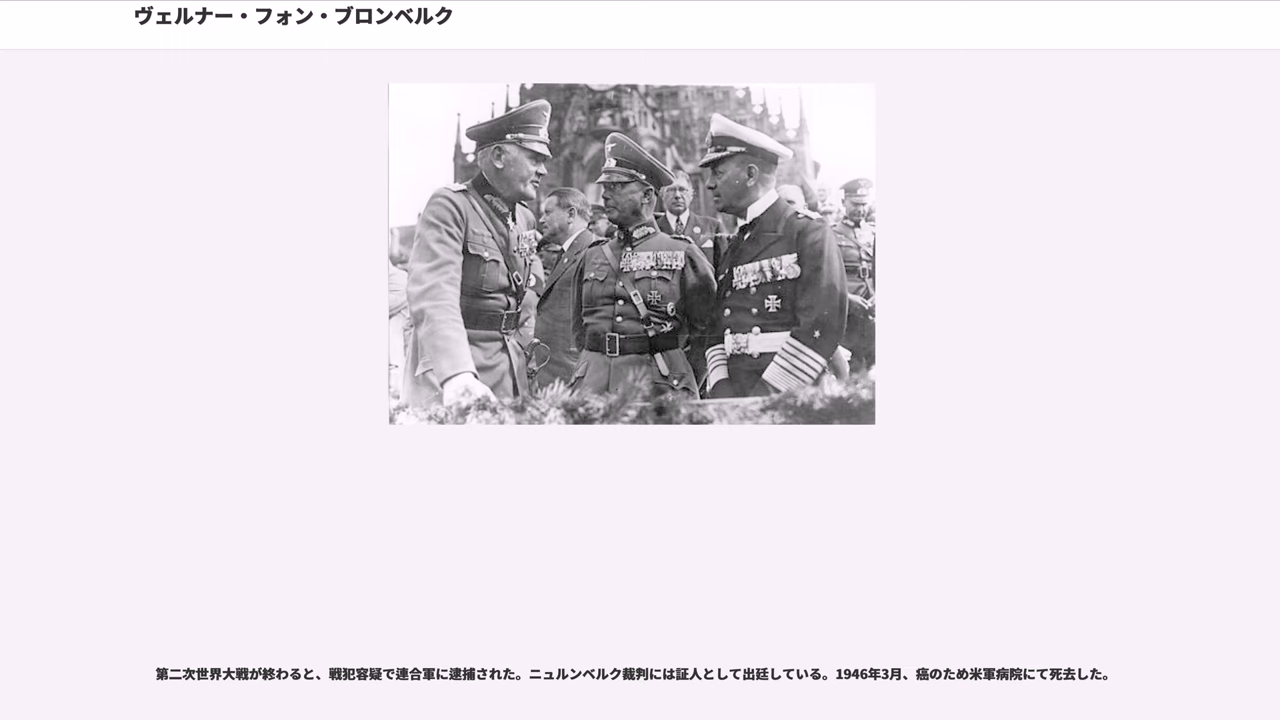 ヴェルナー・フォン・ブロンベルク
第二次世界大戦が終わると、戦犯容疑で連合軍に逮捕された。ニュルンベルク裁判には証人として出廷している。1946年3月、癌のため米軍病院にて死去した。